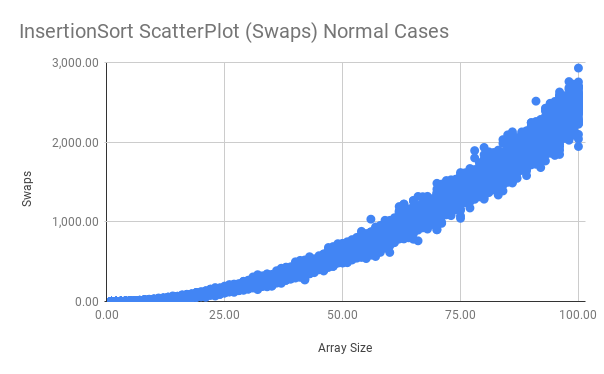 InsertionSort ScatterPlot (Swaps) Normal Cases
3,000.00
2,000.00
1,000.00
0.00
Swaps
0.00 25.00 50.00 75.00 100.00
Array Size